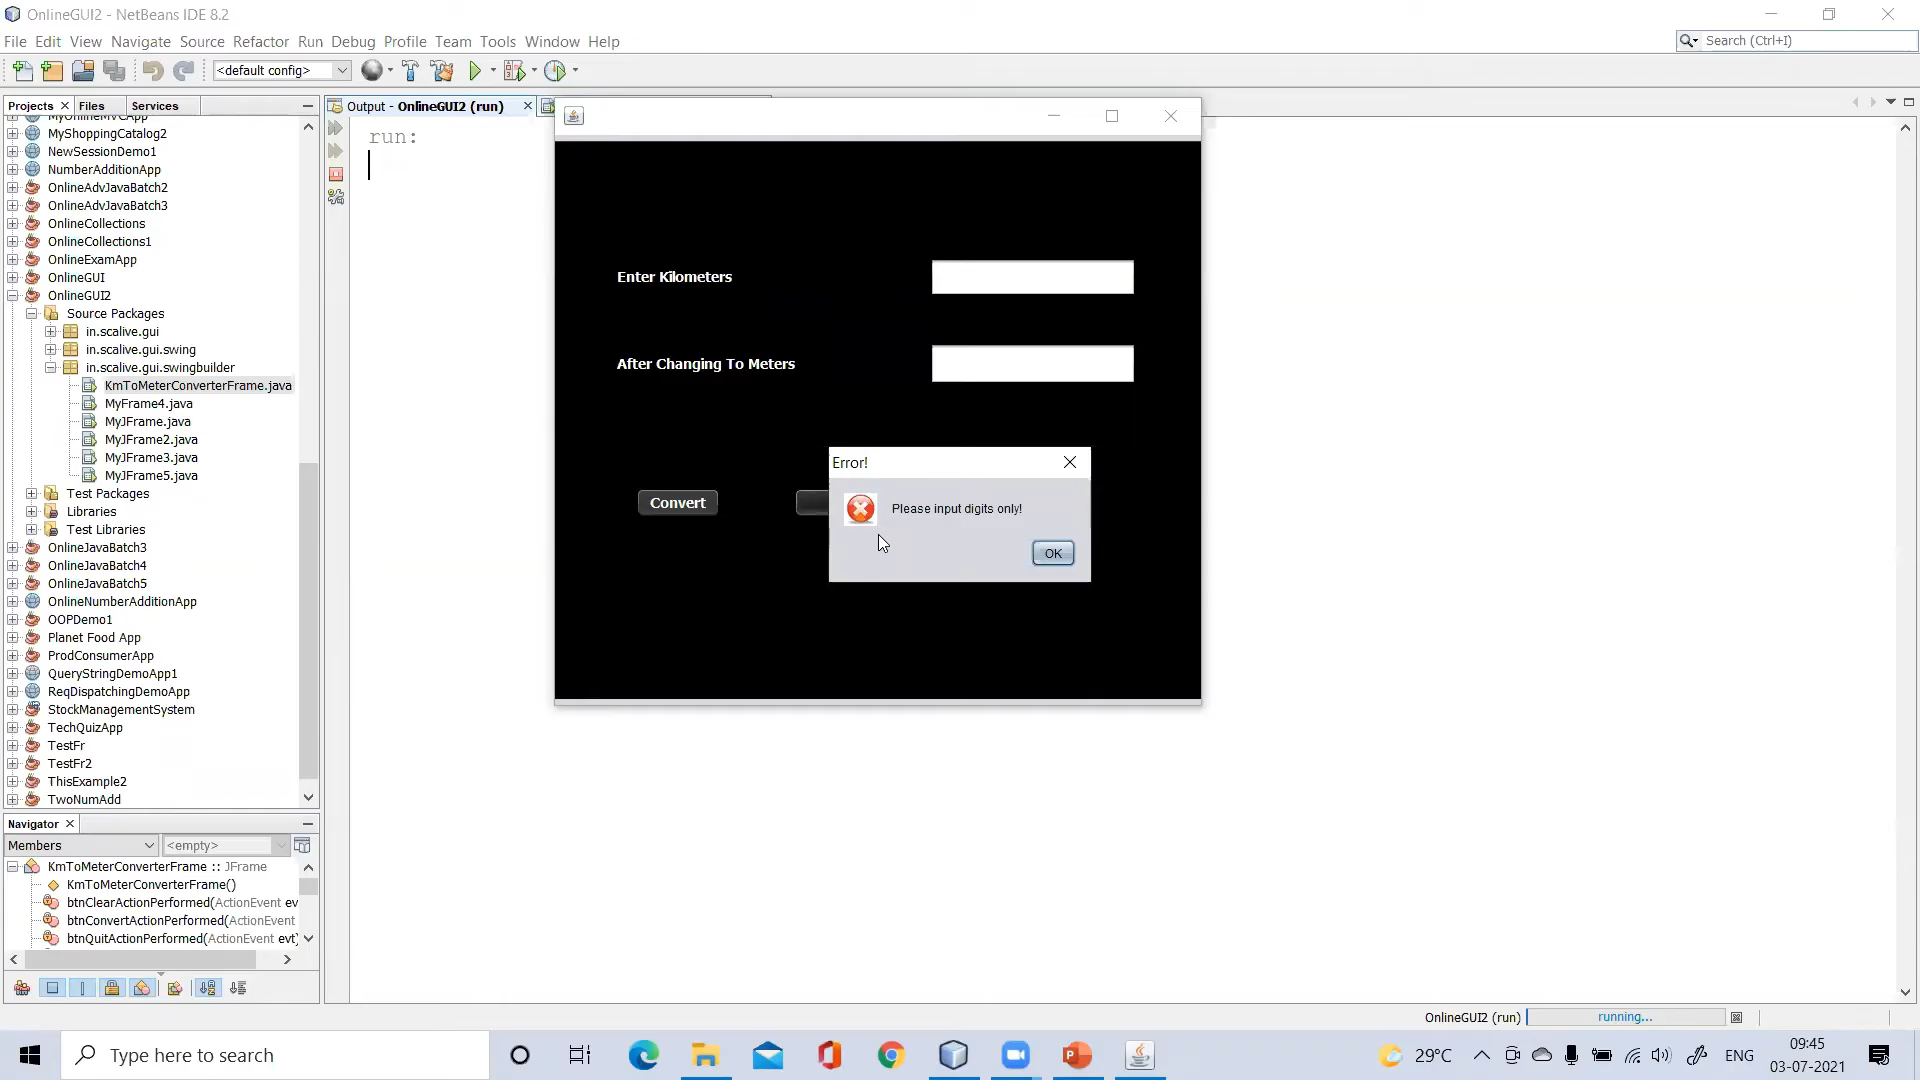 OnlineGUI2 - NetBeans IDE 8.2
File Edit View Navigate Source Refactor Run Debug Profile Team Tools Window Help
Search (Ctrl+I)
<default config>
Projects Files Services
Output - OnlineGUI2 (run)
MyOnlineMVCApp
MyShoppingCatalog2
NewSessionDemo1
NumberAdditionApp
OnlineAdvJavaBatch2
OnlineAdvJavaBatch3
OnlineCollections
OnlineCollections1
OnlineExamApp
OnlineGUI
OnlineGUI2
Source Packages
in.scalive.gui
in.scalive.gui.swing
in.scalive.gui.swingbuilder
KmToMeterConverterFrame.java
MyFrame4.java
MyJFrame.java
MyJFrame2.java
MyJFrame3.java
MyJFrame5.java
Test Packages
Libraries
Test Libraries
OnlineJavaBatch3
OnlineJavaBatch4
OnlineJavaBatch5
OnlineNumberAdditionApp
OOPDemo1
Planet Food App
ProdConsumerApp
QueryStringDemoApp1
ReqDispatchingDemoApp
StockManagementSystem
TechQuizApp
TestFr
TestFr2
ThisExample2
TwoNumAdd
run:
Enter Kilometers
After Changing To Meters
Convert
Error!
Please input digits only!
OK
Navigator
Members
<empty>
KmToMeterConverterFrame :: JFrame
KmToMeterConverterFrame()
btnClearActionPerformed(ActionEvent ev
btnConvertActionPerformed(ActionEvent
btnQuitActionPerformed(ActionEvent evt)
OnlineGUI2 (run)
running...
Type here to search
29°C
ENG
09:45
03-07-2021